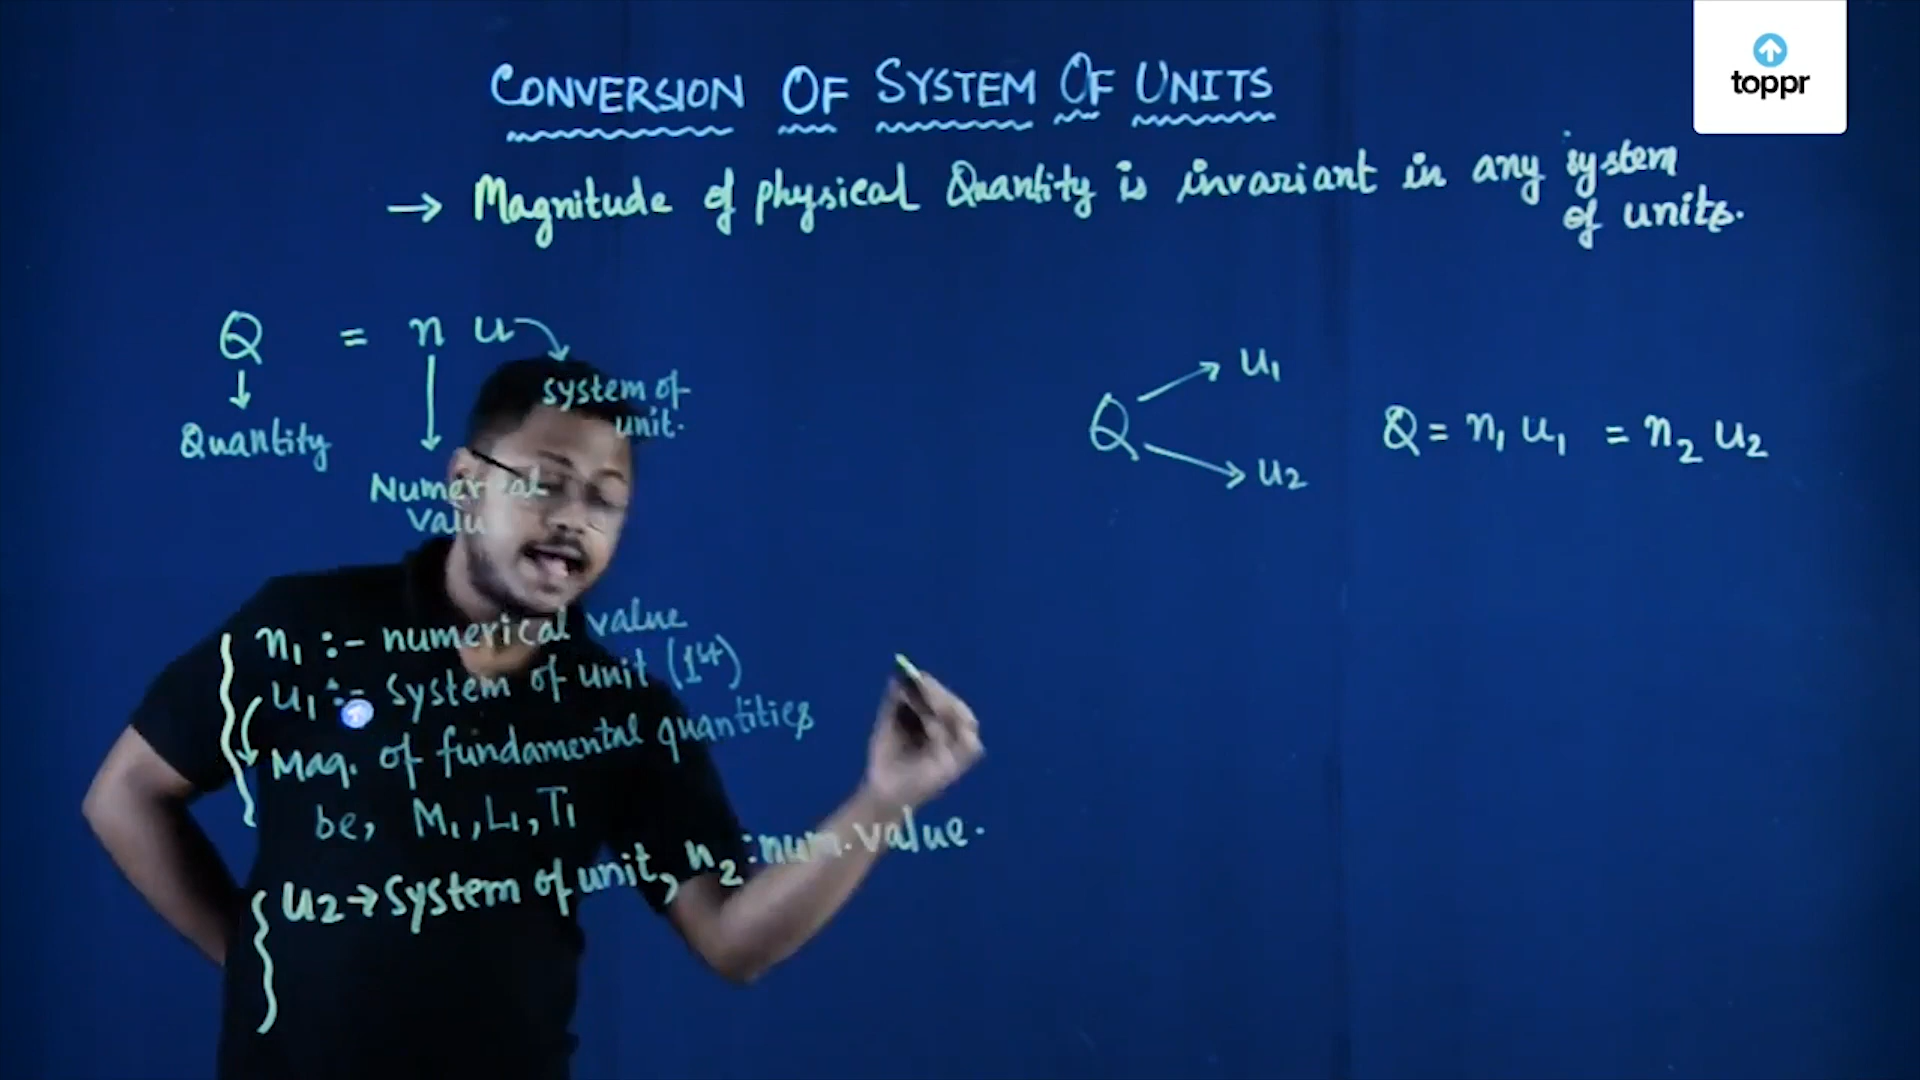 toppr
CONVERSION OF SYSTEM OF UNITS
→ Magnitude of physical Quantity is invariant in any system
of units.
Q = n u
system of
unit.
Quantity
Numerical
Valu
Q
u1
u2
Q = n1 u1 = n2 u2
n1 :- numerical value
u1 :- System of unit (1st)
Mag. of fundamental quantities
be, M1, L1, T1
u2 → System of unit, n2 : num. value.